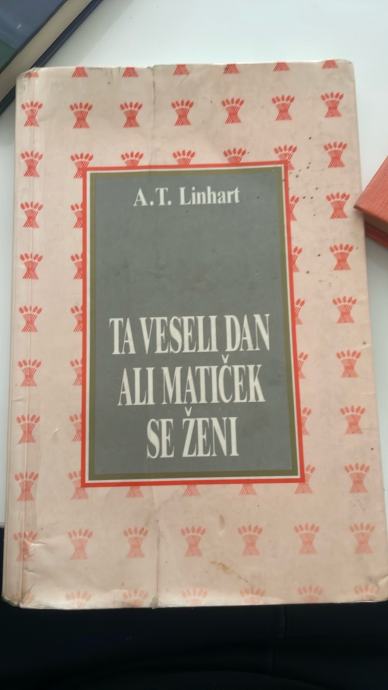 A.T. Linhart
TA VESELI DAN
ALI MATIČEK
SE ŽENI